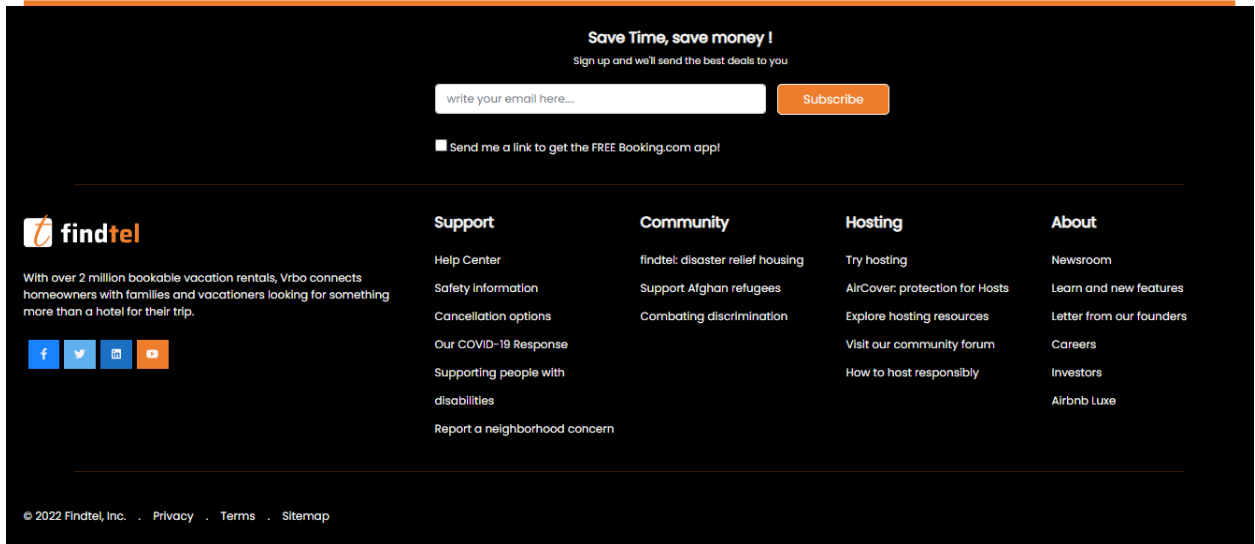 Save Time, save money !
Sign up and we'll send the best deals to you
write your email here....
Subscribe
Send me a link to get the FREE Booking.com app!
t findtel
With over 2 million bookable vacation rentals, Vrbo connects
homeowners with families and vacationers looking for something
more than a hotel for their trip.
Support
Help Center
Safety information
Cancellation options
Our COVID-19 Response
Supporting people with
disabilities
Report a neighborhood concern
Community
findtel: disaster relief housing
Support Afghan refugees
Combating discrimination
Hosting
Try hosting
AirCover: protection for Hosts
Explore hosting resources
Visit our community forum
How to host responsibly
About
Newsroom
Learn and new features
Letter from our founders
Careers
Investors
Airbnb Luxe
© 2022 Findtel, Inc. . Privacy . Terms . Sitemap